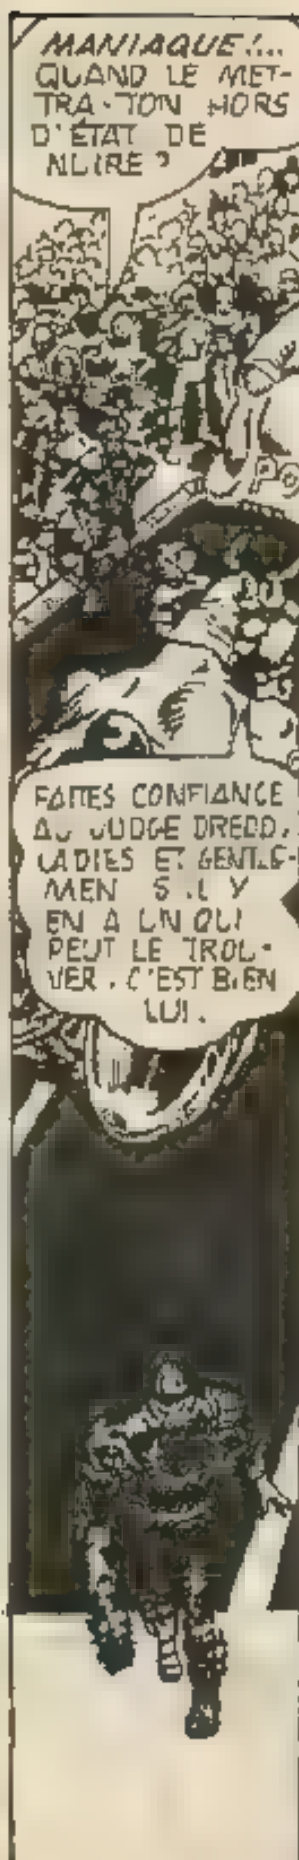 MANIAQUE !...
QUAND LE MET-
TRA-T'ON HORS
D'ÉTAT DE
NUIRE ?
PO
FAITES CONFIANCE
AU JUDGE DREDD,
LADIES ET GENTLE-
MEN S'IL Y
EN A UN QUI
PEUT LE TROU-
VER, C'EST BIEN
LUI.